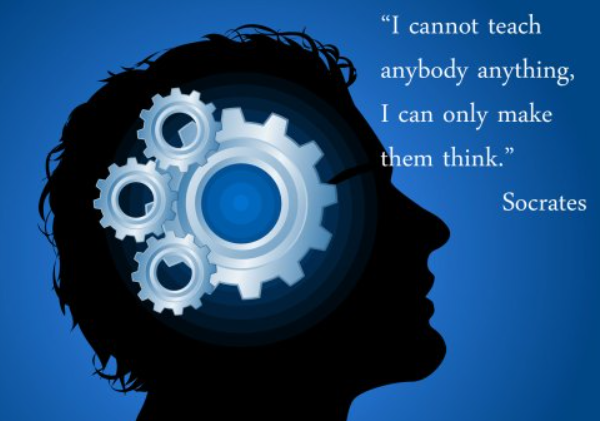 “I cannot teach
anybody anything,
I can only make
them think.”
Socrates